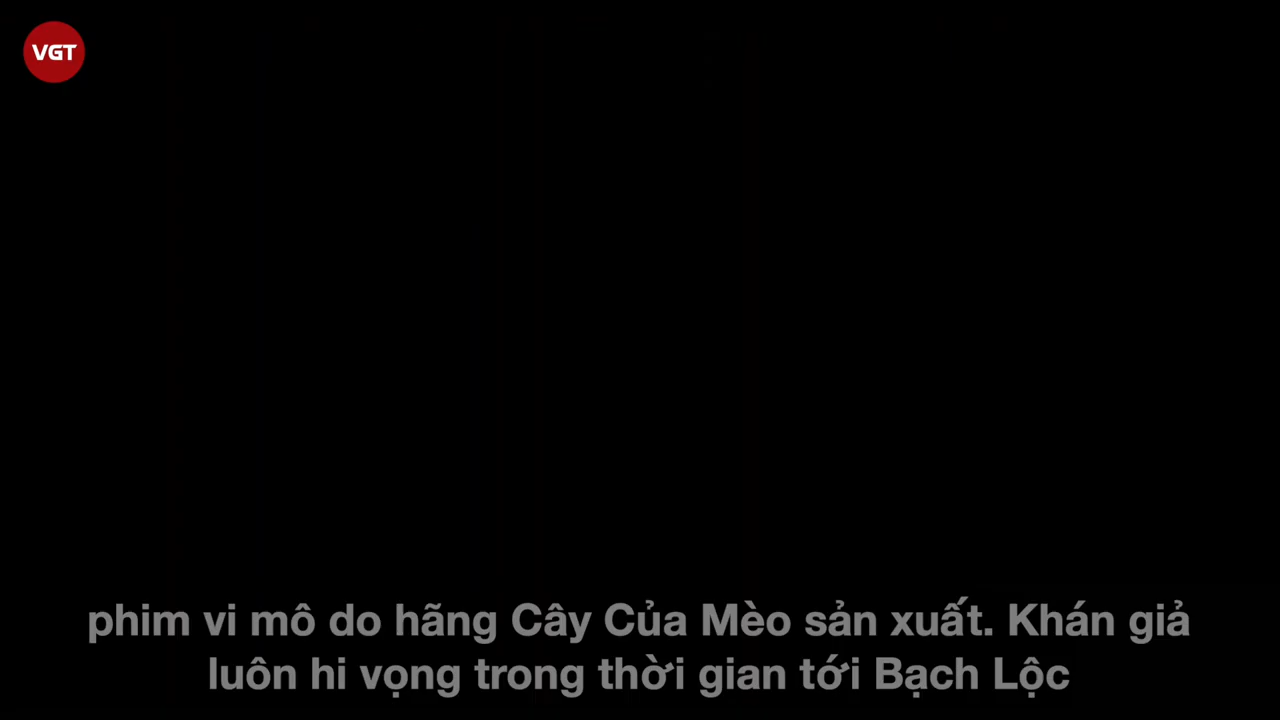 VGT
phim vi mô do hãng Cây Của Mèo sản xuất. Khán giả
luôn hi vọng trong thời gian tới Bạch Lộc